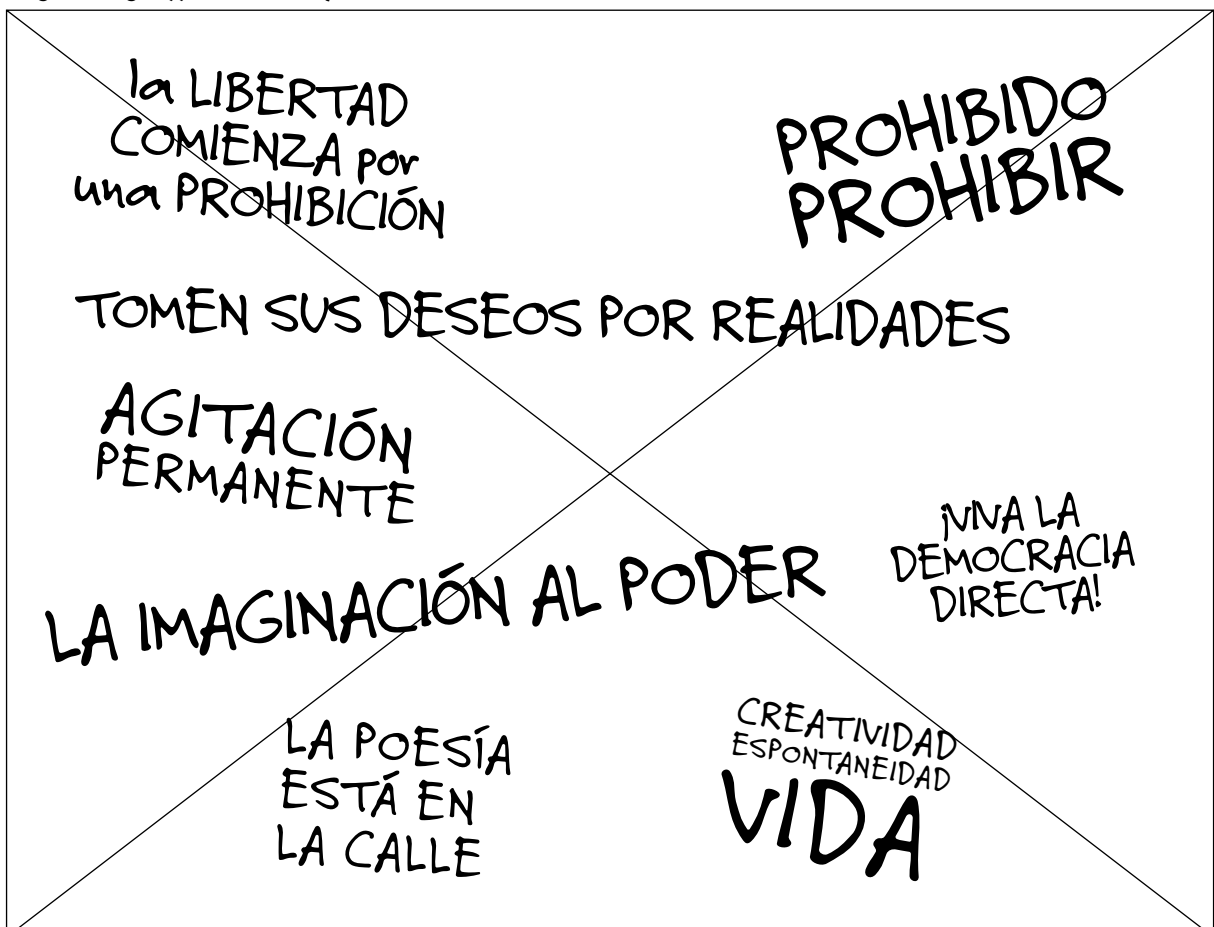 la LIBERTAD
COMIENZA por
una PROHIBICIÓN
PROHIBIDO
PROHIBIR
TOMEN SUS DESEOS POR REALIDADES
AGITACIÓN
PERMANENTE
¡VIVA LA
DEMOCRACIA
DIRECTA!
LA IMAGINACIÓN AL PODER
LA POESÍA
ESTÁ EN
LA CALLE
CREATIVIDAD
ESPONTANEIDAD
VIDA